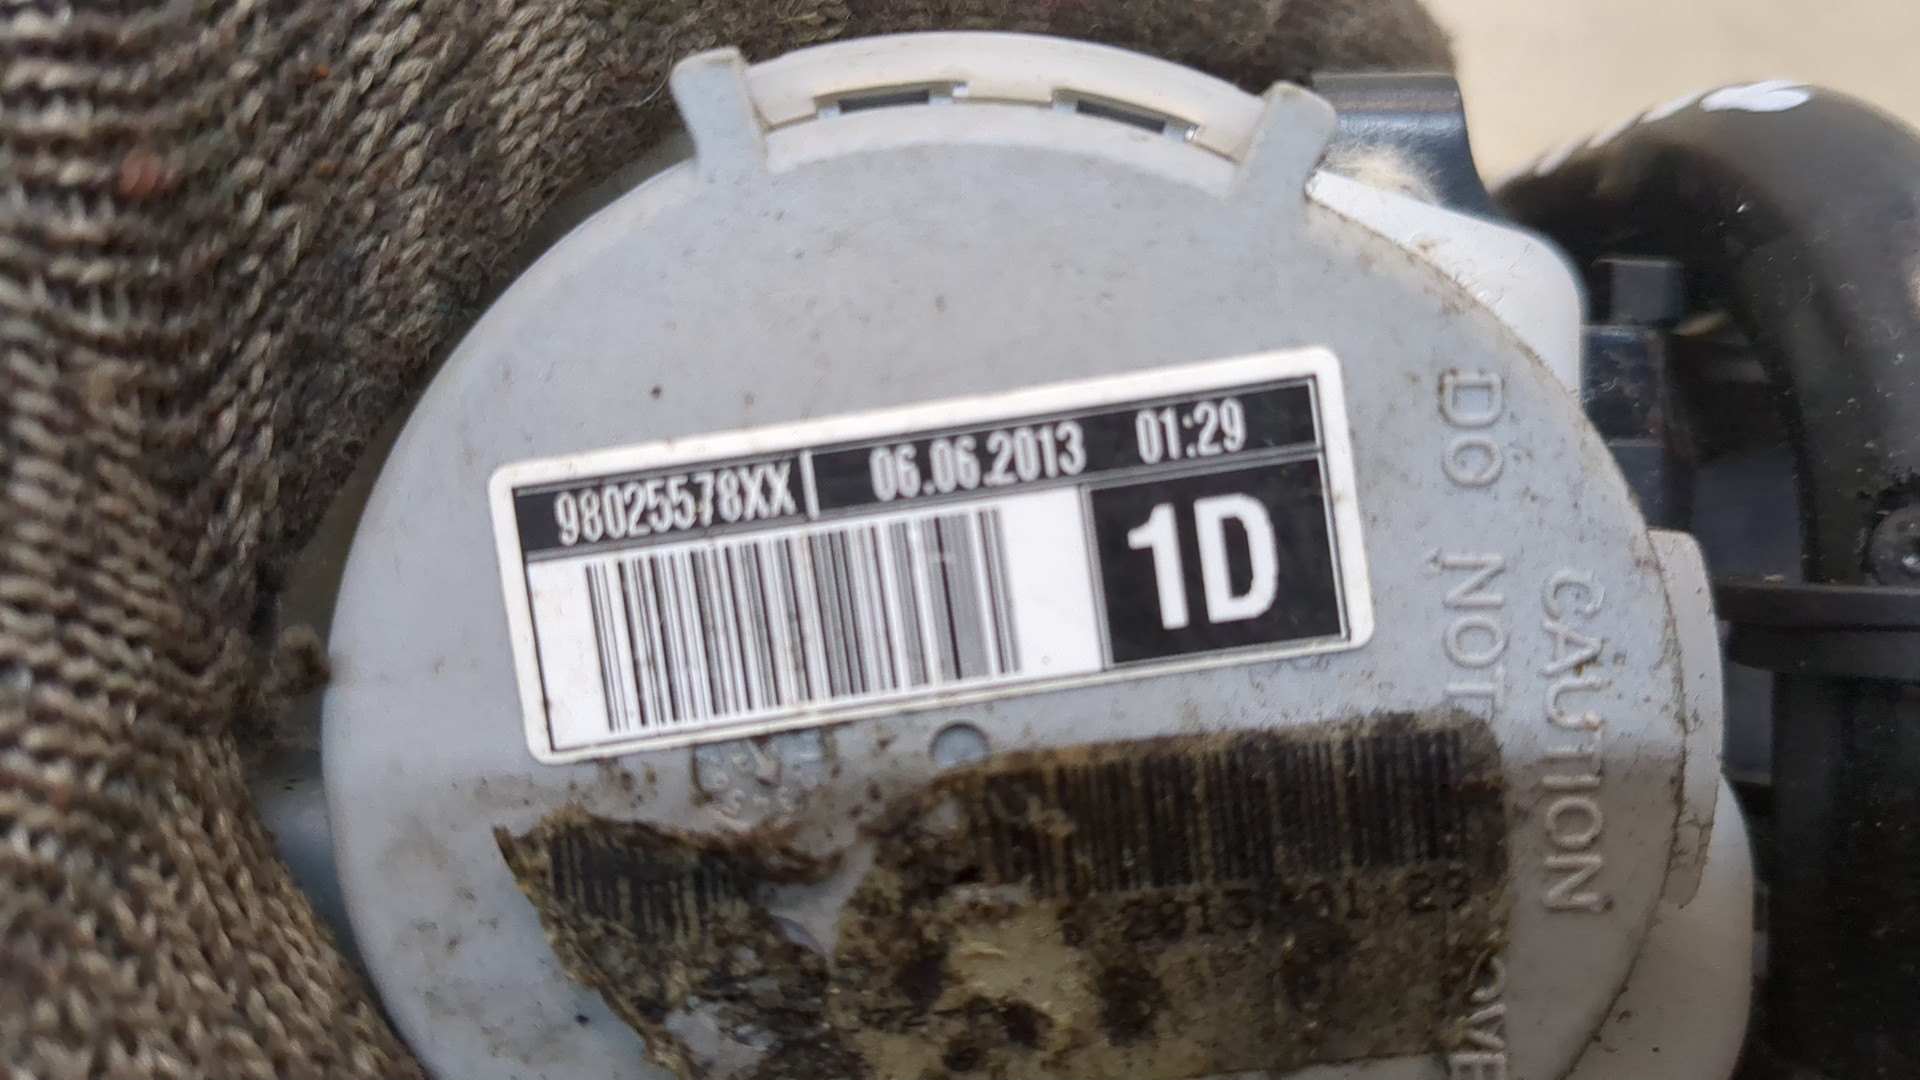 98025578XX 06.06.2013 01:29
1D
DO NOT
CAUTION